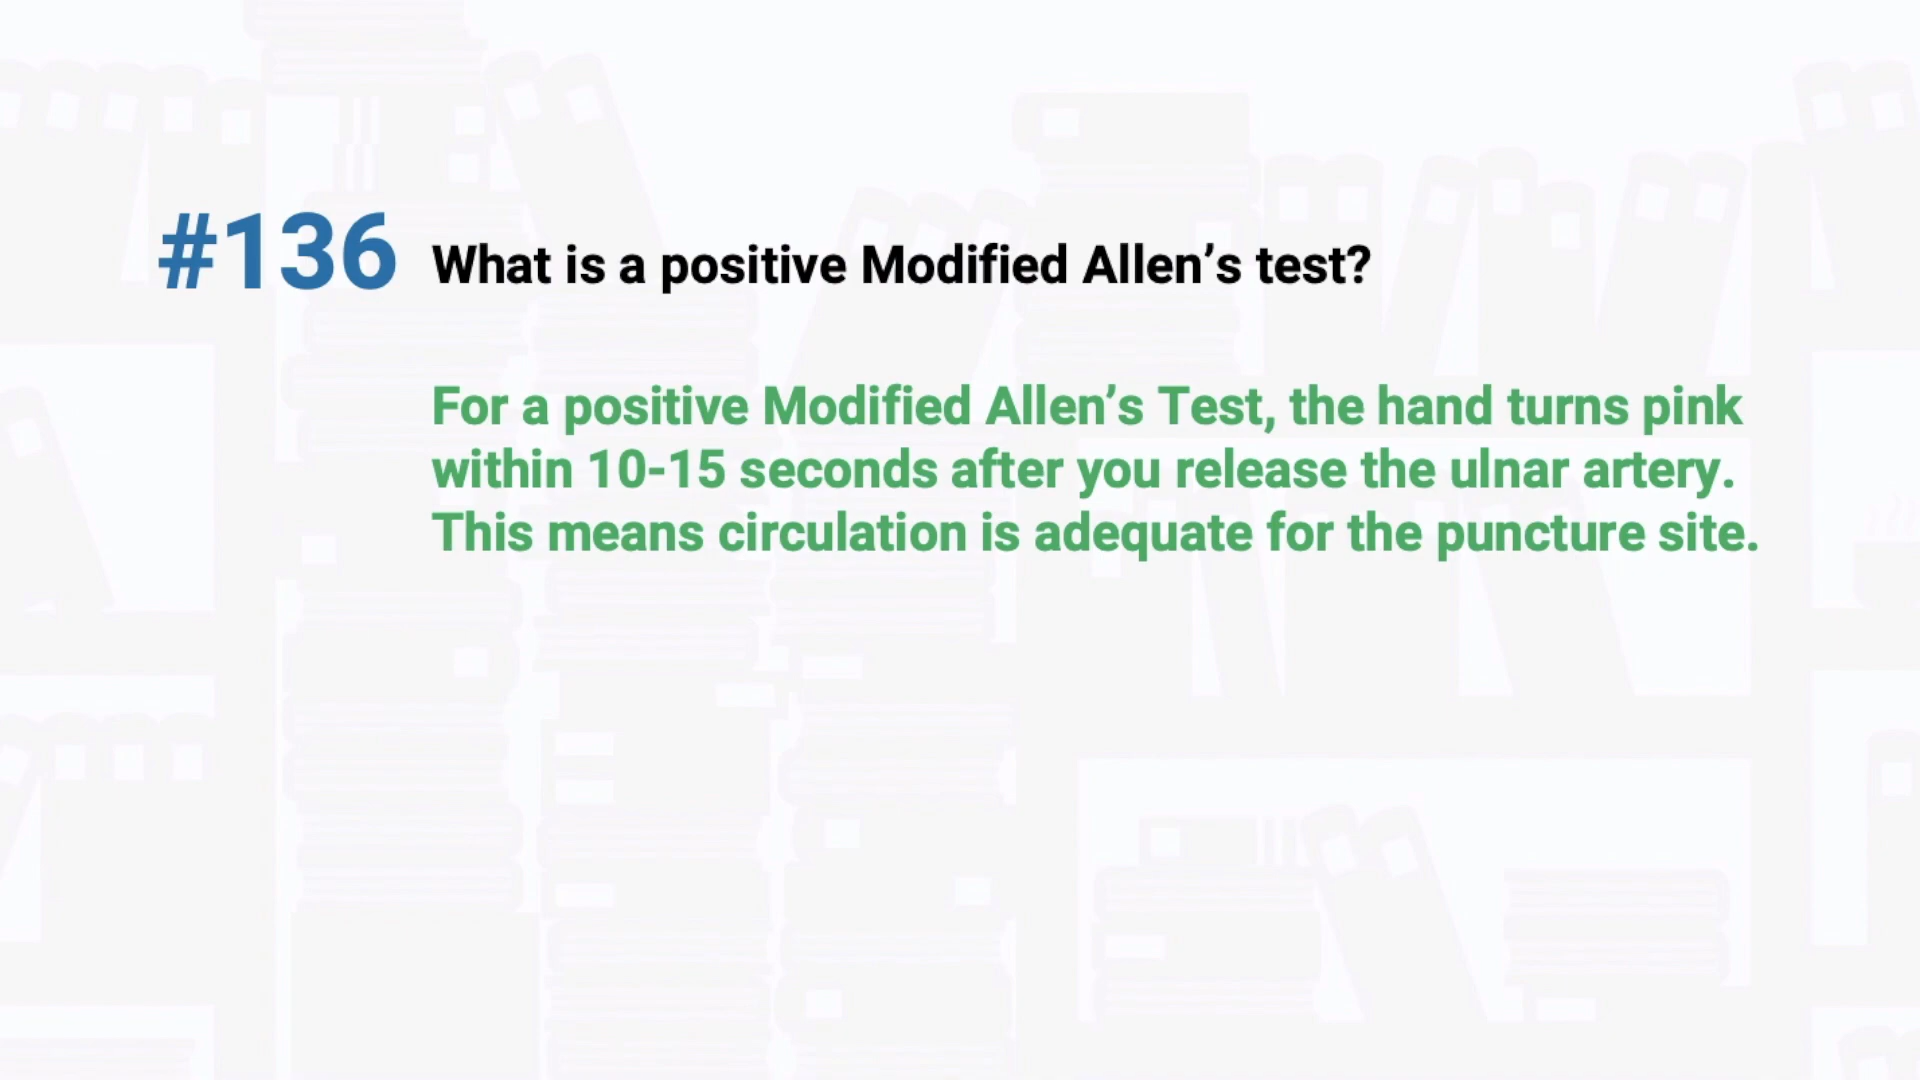 #136 What is a positive Modified Allen’s test?
For a positive Modified Allen’s Test, the hand turns pink
within 10-15 seconds after you release the ulnar artery.
This means circulation is adequate for the puncture site.